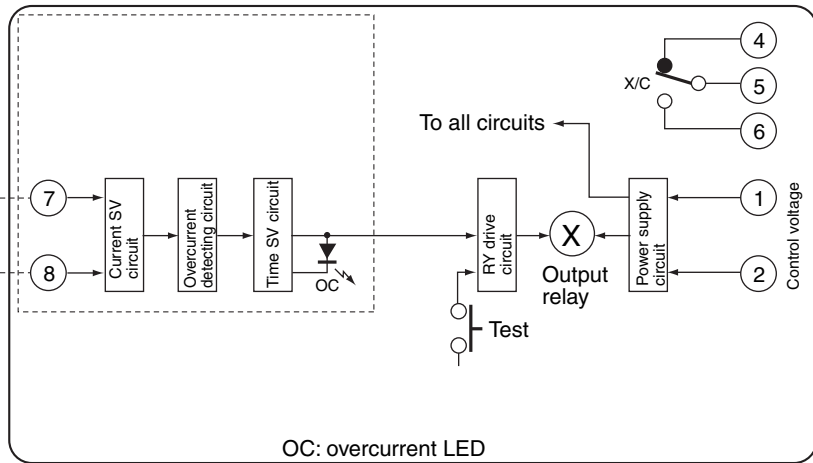 4
X/C
5
6
To all circuits
7
8
Current SV
circuit
Overcurrent
detecting circuit
Time SV circuit
OC
RY drive
circuit
X
Output
relay
Power supply
circuit
1
2
Control voltage
Test
OC: overcurrent LED